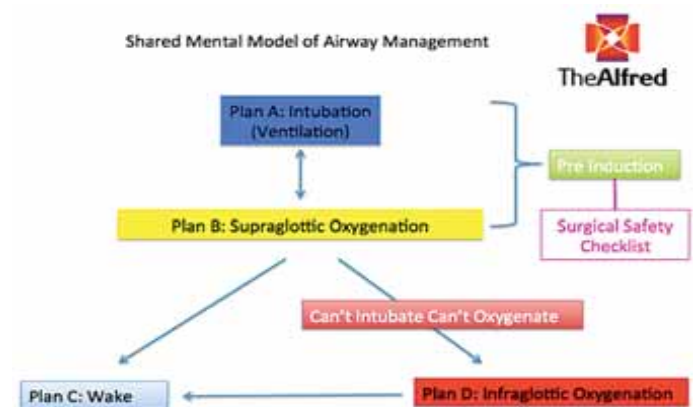 Shared Mental Model of Airway Management
TheAlfred
Plan A: Intubation
(Ventilation)
Pre Induction
Plan B: Supraglottic Oxygenation
Surgical Safety
Checklist
Can't Intubate Can't Oxygenate
Plan C: Wake
Plan D: Infraglottic Oxygenation